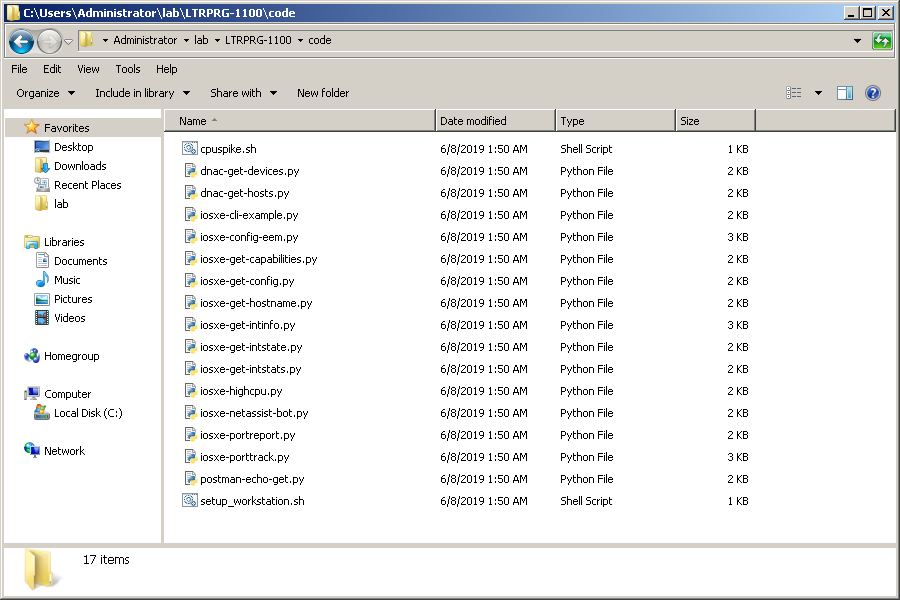 C:\Users\Administrator\lab\LTRPRG-1100\code
Administrator lab LTRPRG-1100 code
File Edit View Tools Help
Organize Include in library Share with New folder
Name Date modified Type Size
Favorites
Desktop
Downloads
Recent Places
lab
Libraries
Documents
Music
Pictures
Videos
Homegroup
Computer
Local Disk (C:)
Network
cpuspike.sh 6/8/2019 1:50 AM Shell Script 1 KB
dnac-get-devices.py 6/8/2019 1:50 AM Python File 2 KB
dnac-get-hosts.py 6/8/2019 1:50 AM Python File 2 KB
iosxe-cli-example.py 6/8/2019 1:50 AM Python File 2 KB
iosxe-config-eem.py 6/8/2019 1:50 AM Python File 3 KB
iosxe-get-capabilities.py 6/8/2019 1:50 AM Python File 2 KB
iosxe-get-config.py 6/8/2019 1:50 AM Python File 2 KB
iosxe-get-hostname.py 6/8/2019 1:50 AM Python File 2 KB
iosxe-get-intinfo.py 6/8/2019 1:50 AM Python File 3 KB
iosxe-get-intstate.py 6/8/2019 1:50 AM Python File 2 KB
iosxe-get-intstats.py 6/8/2019 1:50 AM Python File 2 KB
iosxe-highcpu.py 6/8/2019 1:50 AM Python File 2 KB
iosxe-netassist-bot.py 6/8/2019 1:50 AM Python File 2 KB
iosxe-portreport.py 6/8/2019 1:50 AM Python File 2 KB
iosxe-porttrack.py 6/8/2019 1:50 AM Python File 3 KB
postman-echo-get.py 6/8/2019 1:50 AM Python File 2 KB
setup_workstation.sh 6/8/2019 1:50 AM Shell Script 1 KB
17 items